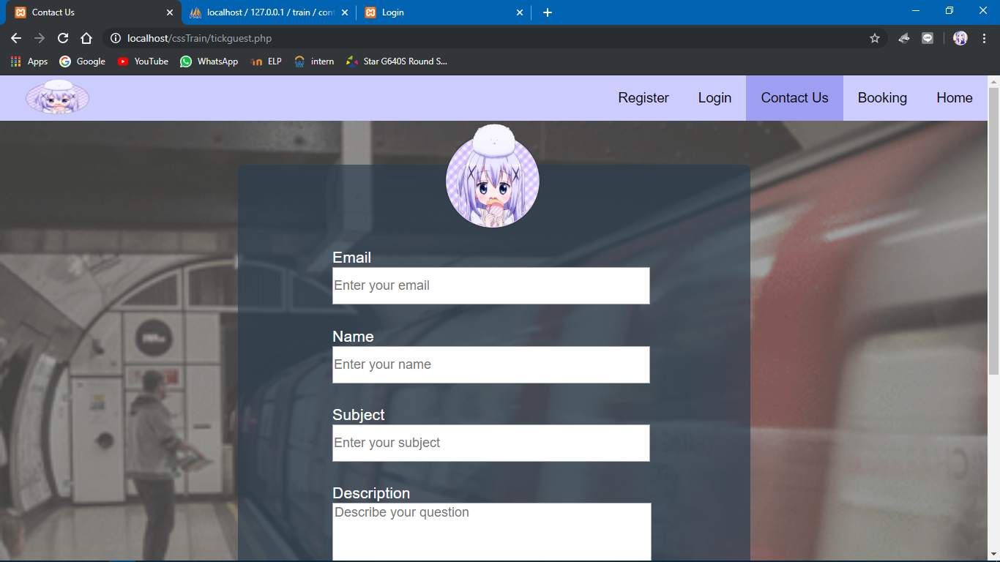 Contact Us
localhost / 127.0.0.1 / train / cont
Login
localhost/cssTrain/tickguest.php
Apps
Google
YouTube
WhatsApp
ELP
intern
Star G640S Round S...
Register
Login
Contact Us
Booking
Home
Email
Enter your email
Name
Enter your name
Subject
Enter your subject
Description
Describe your question